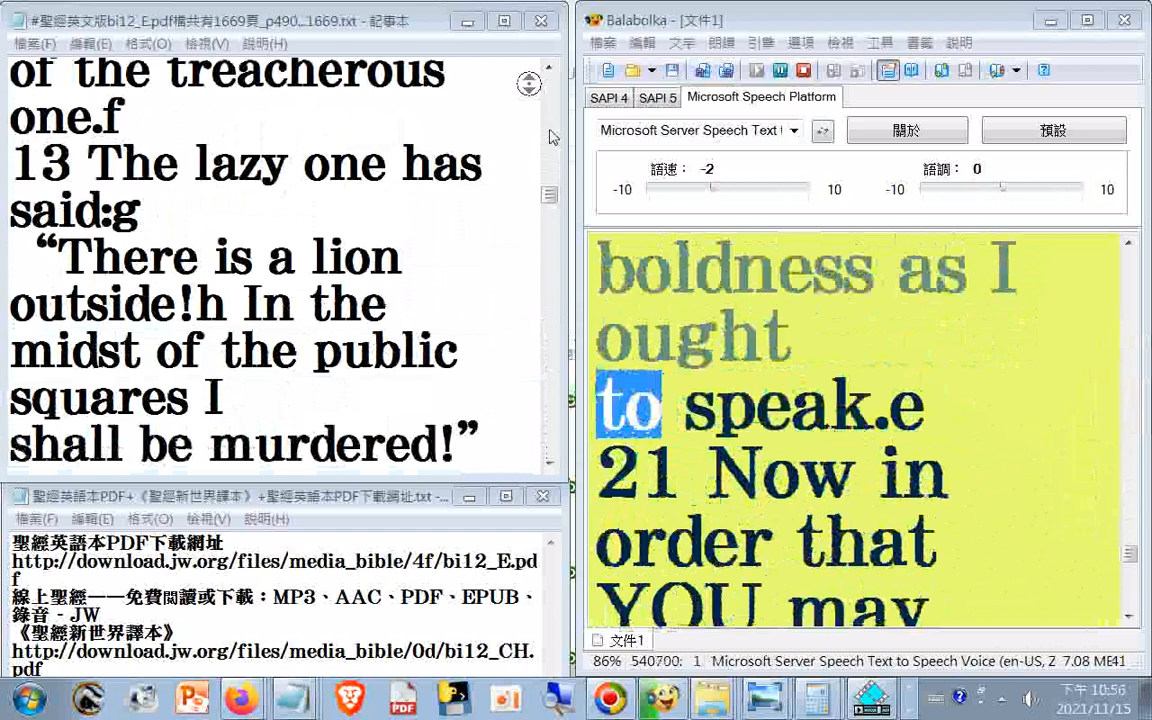 #聖經英文版bi12_E.pdf檔共有1669頁_p490...1669.txt - 記事本
檔案(F) 編輯(E) 格式(O) 檢視(V) 說明(H)
of the treacherous
one.f
13 The lazy one has
said:g
“There is a lion
outside!h In the
midst of the public
squares I
shall be murdered!”
聖經英語本PDF+《聖經新世界譯本》+聖經英語本PDF下載網址.txt - ...
檔案(F) 編輯(E) 格式(O) 檢視(V) 說明(H)
聖經英語本PDF下載網址
http://download.jw.org/files/media_bible/4f/bi12_E.pd
f
線上聖經——免費閱讀或下載：MP3、AAC、PDF、EPUB、
錄音 - JW
《聖經新世界譯本》
http://download.jw.org/files/media_bible/0d/bi12_CH.
pdf
Balabolka - [文件1]
檔案 編輯 文字 朗讀 引擎 選項 檢視 工具 書籤 說明
SAPI 4 SAPI 5 Microsoft Speech Platform
Microsoft Server Speech Text 關於 預設
語速： -2 語調： 0
-10 10 -10 10
boldness as I
ought
to speak.e
21 Now in
order that
YOU may
文件1
86% 540700: 1 Microsoft Server Speech Text to Speech Voice (en-US, Z 7.08 ME41
PDF
下午 10:56
2021/11/15